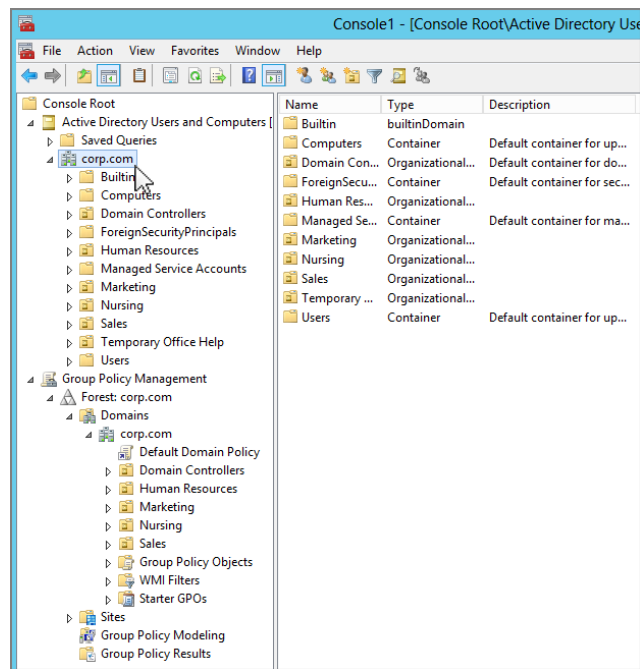 Console1 - [Console Root\Active Directory Use
File Action View Favorites Window Help
Console Root
Active Directory Users and Computers [
Saved Queries
corp.com
Builtin
Computers
Domain Controllers
ForeignSecurityPrincipals
Human Resources
Managed Service Accounts
Marketing
Nursing
Sales
Temporary Office Help
Users
Group Policy Management
Forest: corp.com
Domains
corp.com
Default Domain Policy
Domain Controllers
Human Resources
Marketing
Nursing
Sales
Group Policy Objects
WMI Filters
Starter GPOs
Sites
Group Policy Modeling
Group Policy Results
Name Type Description
Builtin builtinDomain
Computers Container Default container for up...
Domain Con... Organizational... Default container for do...
ForeignSecu... Container Default container for sec...
Human Res... Organizational...
Managed Se... Container Default container for ma...
Marketing Organizational...
Nursing Organizational...
Sales Organizational...
Temporary ... Organizational...
Users Container Default container for up...